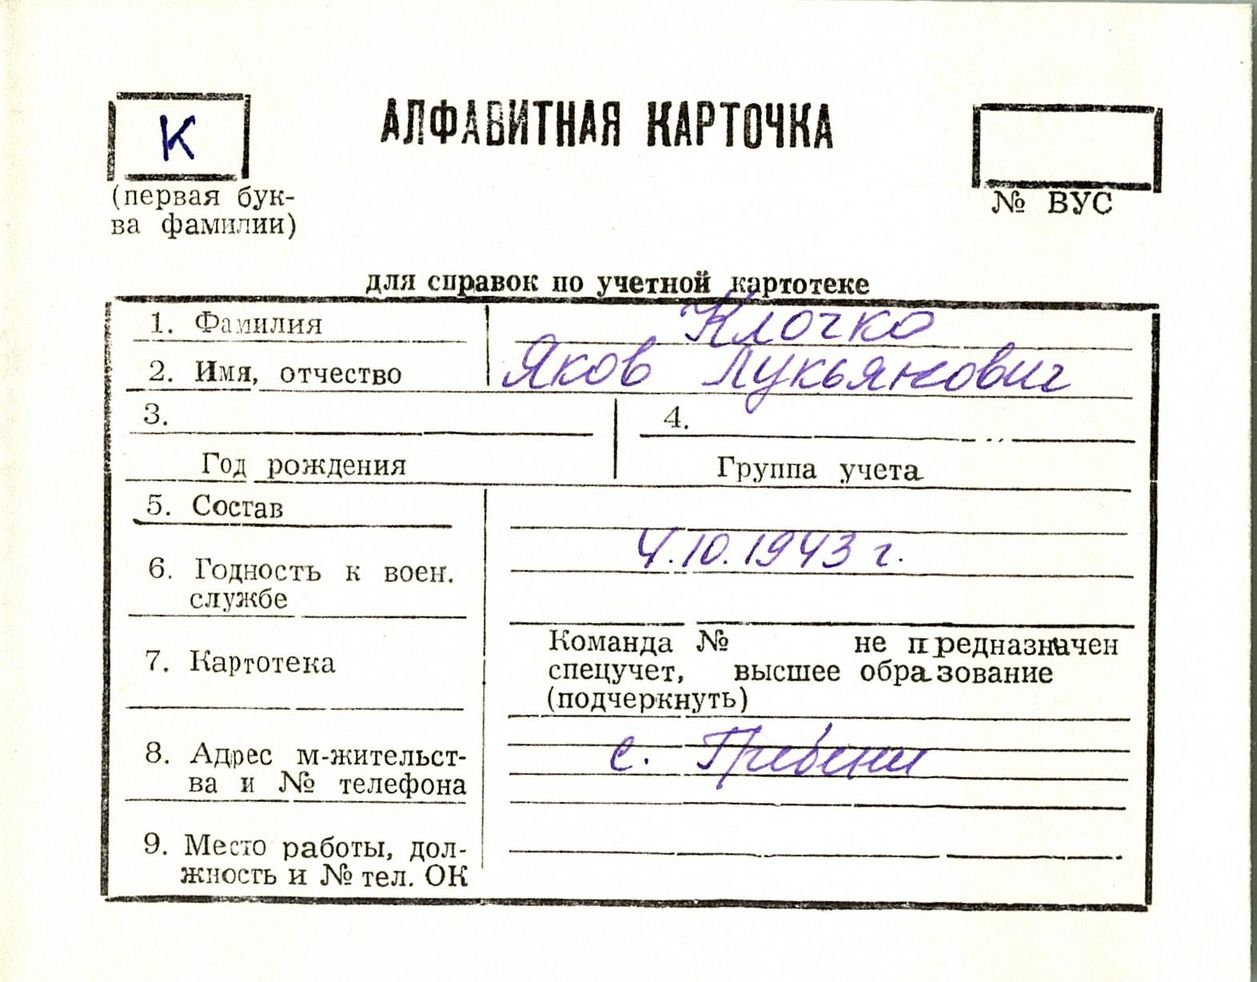 К
АЛФАВИТНАЯ КАРТОЧКА
(первая бук-
ва фамилии)
№ ВУС
для справок по учетной картотеке
1. Фамилия Клочко
2. Имя, отчество Яков Лукьянович
3. 4.
Год рождения Группа учета
5. Состав
4.10.1943 г.
6. Годность к воен.
службе
7. Картотека
Команда № не предназначен
спецучет, высшее образование
(подчеркнуть)
8. Адрес м-жительст-
ва и № телефона
с. Гребени
9. Место работы, дол-
жность и № тел. ОК